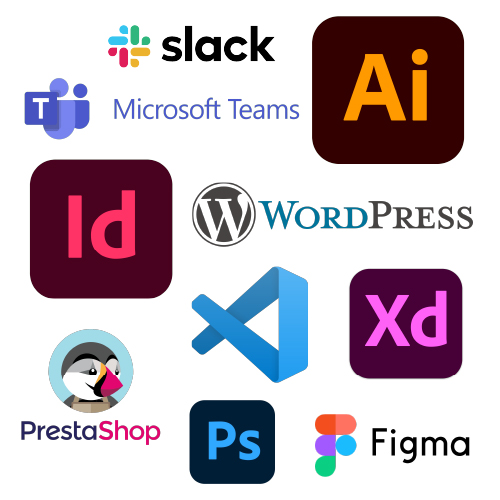 slack
Ai
T
Microsoft Teams
Id
W
WORDPRESS
Xd
PrestaShop
Ps
Figma